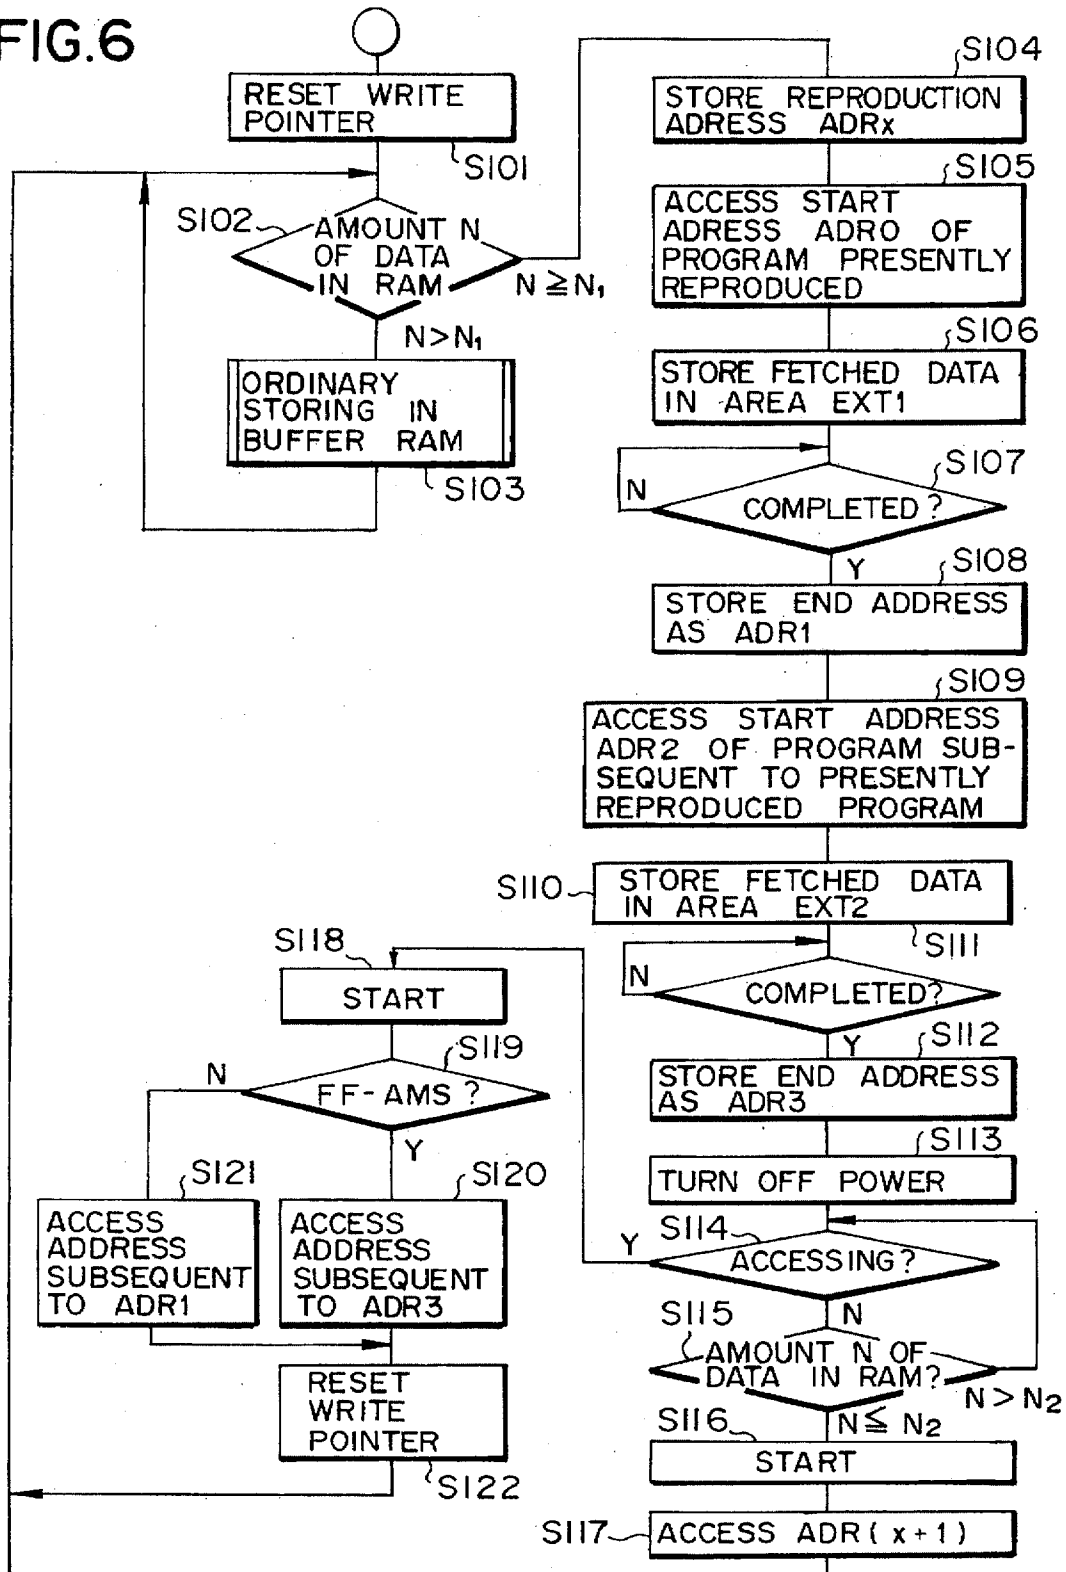 FIG.6
RESET WRITE
POINTER
S101
S102
AMOUNT N
OF DATA
IN RAM
N ≧ N₁
N > N₁
ORDINARY
STORING IN
BUFFER RAM
S103
S104
STORE REPRODUCTION
ADRESS ADRx
S105
ACCESS START
ADRESS ADR0 OF
PROGRAM PRESENTLY
REPRODUCED
S106
STORE FETCHED DATA
IN AREA EXT1
S107
N
COMPLETED ?
Y
S108
STORE END ADDRESS
AS ADR1
S109
ACCESS START ADDRESS
ADR2 OF PROGRAM SUB-
SEQUENT TO PRESENTLY
REPRODUCED PROGRAM
S110
STORE FETCHED DATA
IN AREA EXT2
S111
N
COMPLETED?
Y
S112
STORE END ADDRESS
AS ADR3
S113
TURN OFF POWER
S114
Y
ACCESSING ?
N
S115
AMOUNT N OF
DATA IN RAM?
N > N₂
N ≦ N₂
S116
START
S117
ACCESS ADR ( x + 1 )
S118
START
S119
N
FF-AMS ?
Y
S121
ACCESS
ADDRESS
SUBSEQUENT
TO ADR1
S120
ACCESS
ADDRESS
SUBSEQUENT
TO ADR3
RESET
WRITE
POINTER
S122